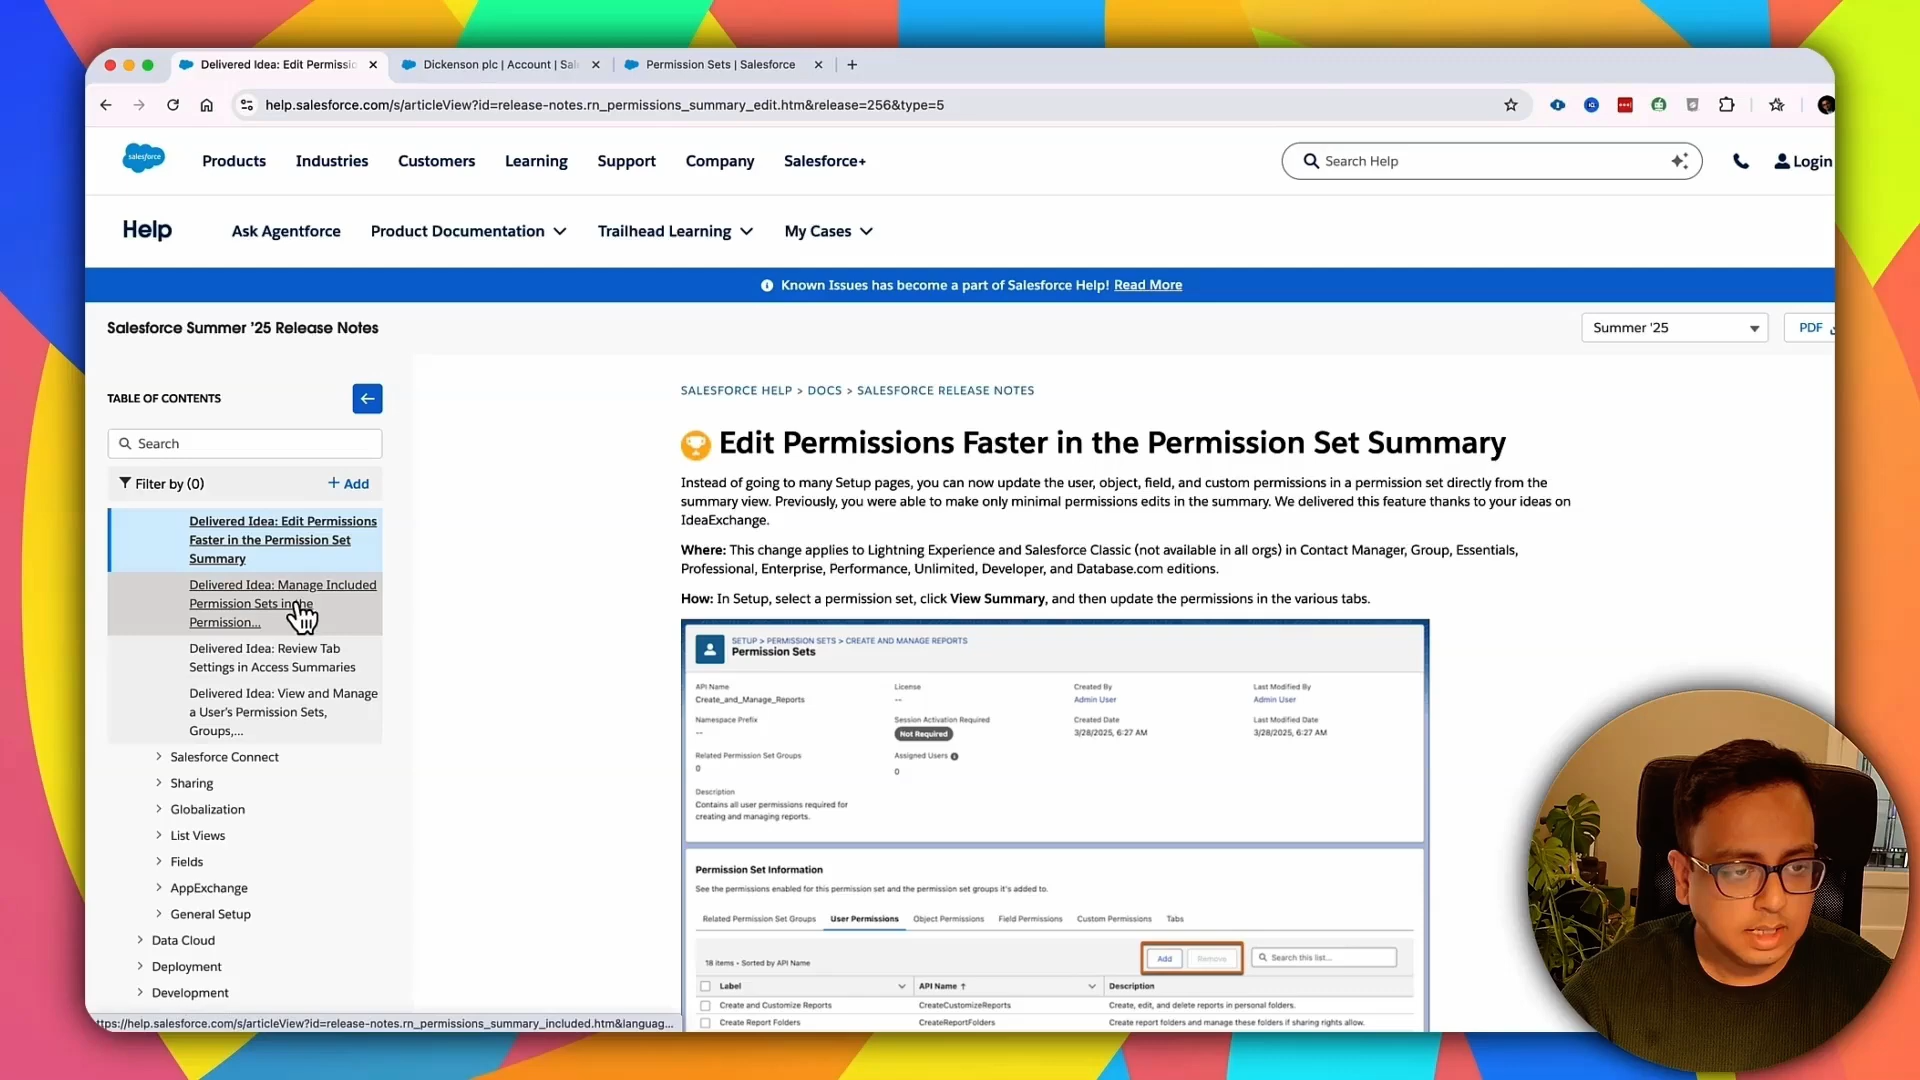 Delivered Idea: Edit Permissio
Dickenson plc | Account | Sal
Permission Sets | Salesforce
help.salesforce.com/s/articleView?id=release-notes.rn_permissions_summary_edit.htm&release=256&type=5
salesforce
Products
Industries
Customers
Learning
Support
Company
Salesforce+
Search Help
Login
Help
Ask Agentforce
Product Documentation
Trailhead Learning
My Cases
Known Issues has become a part of Salesforce Help! Read More
Salesforce Summer '25 Release Notes
Summer '25
PDF
TABLE OF CONTENTS
Search
Filter by (0)
+ Add
Delivered Idea: Edit Permissions
Faster in the Permission Set
Summary
Delivered Idea: Manage Included
Permission Sets in the
Permission...
Delivered Idea: Review Tab
Settings in Access Summaries
Delivered Idea: View and Manage
a User's Permission Sets,
Groups,...
Salesforce Connect
Sharing
Globalization
List Views
Fields
AppExchange
General Setup
Data Cloud
Deployment
Development
ttps://help.salesforce.com/s/articleView?id=release-notes.rn_permissions_summary_included.htm&languag...
SALESFORCE HELP > DOCS > SALESFORCE RELEASE NOTES
Edit Permissions Faster in the Permission Set Summary
Instead of going to many Setup pages, you can now update the user, object, field, and custom permissions in a permission set directly from the
summary view. Previously, you were able to make only minimal permissions edits in the summary. We delivered this feature thanks to your ideas on
IdeaExchange.
Where: This change applies to Lightning Experience and Salesforce Classic (not available in all orgs) in Contact Manager, Group, Essentials,
Professional, Enterprise, Performance, Unlimited, Developer, and Database.com editions.
How: In Setup, select a permission set, click View Summary, and then update the permissions in the various tabs.
SETUP > PERMISSION SETS > CREATE AND MANAGE REPORTS
Permission Sets
API Name
License
Created By
Last Modified By
Create_and_Manage_Reports
--
Admin User
Admin User
Namespace Prefix
Session Activation Required
Created Date
Last Modified Date
--
Not Required
3/28/2025, 6:27 AM
3/28/2025, 6:27 AM
Related Permission Set Groups
Assigned Users
0
0
Description
Contains all user permissions required for
creating and managing reports.
Permission Set Information
See the permissions enabled for this permission set and the permission set groups it's added to.
Related Permission Set Groups
User Permissions
Object Permissions
Field Permissions
Custom Permissions
Tabs
18 items • Sorted by API Name
Add
Remove
Search this list...
Label
API Name ↑
Description
Create and Customize Reports
CreateCustomizeReports
Create, edit, and delete reports in personal folders.
Create Report Folders
CreateReportFolders
Create report folders and manage these folders if sharing rights allow.